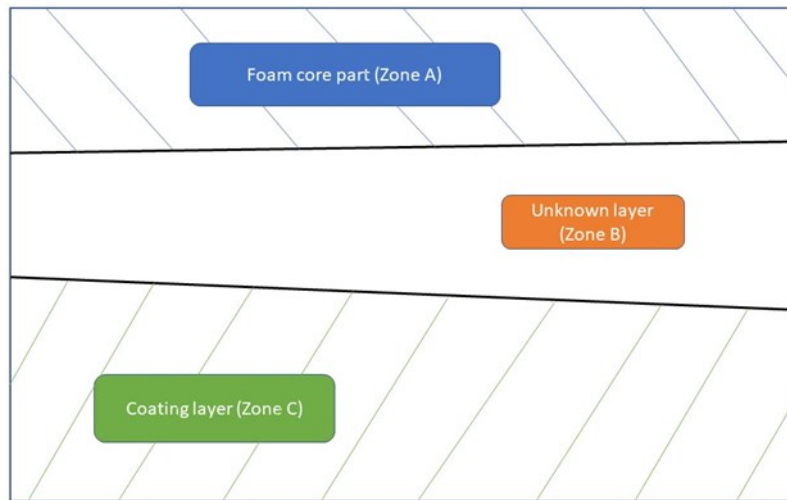 Foam core part (Zone A)
Unknown layer
(Zone B)
Coating layer (Zone C)